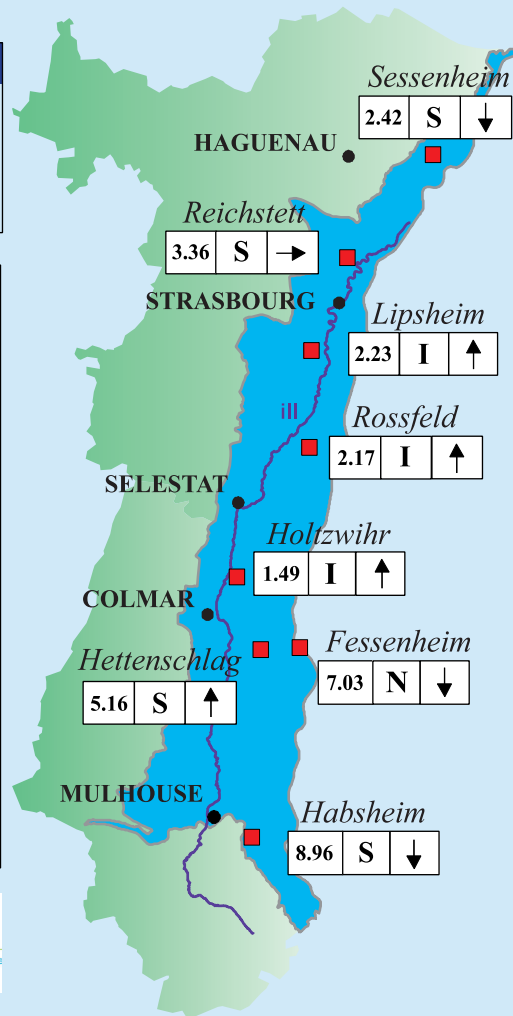 Sessenheim
2.42 S ↓
HAGUENAU
Reichstett
3.36 S →
STRASBOURG
Lipsheim
2.23 I ↑
ill
Rossfeld
2.17 I ↑
SELESTAT
Holtzwihr
1.49 I ↑
COLMAR
Fessenheim
7.03 N ↓
Hettenschlag
5.16 S ↑
MULHOUSE
Habsheim
8.96 S ↓